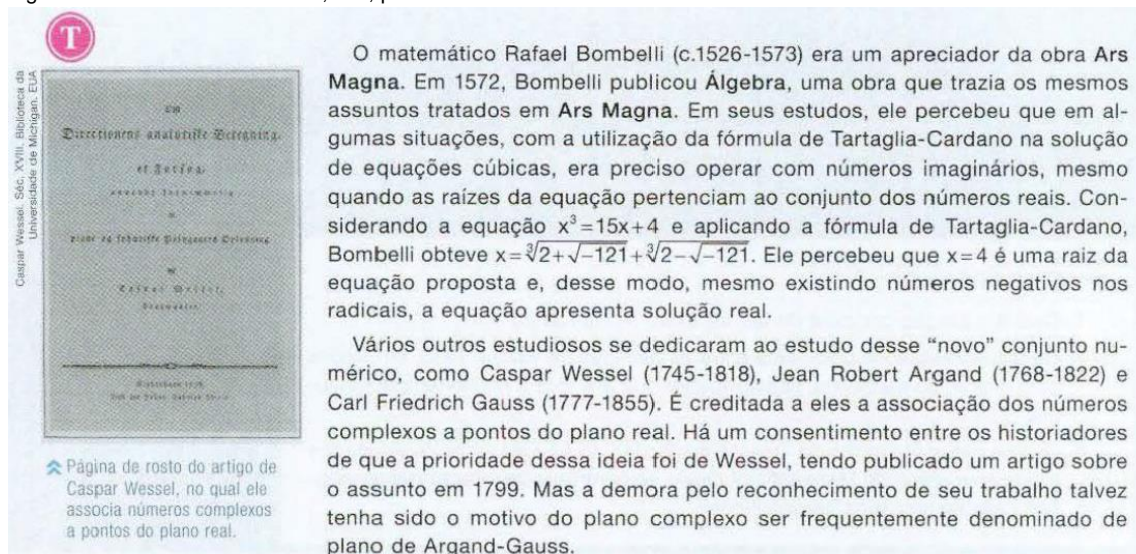 T
Caspar Wessel. Séc. XVIII. Biblioteca da
Universidade de Michigan. EUA
O matemático Rafael Bombelli (c.1526-1573) era um apreciador da obra Ars
Magna. Em 1572, Bombelli publicou Álgebra, uma obra que trazia os mesmos
assuntos tratados em Ars Magna. Em seus estudos, ele percebeu que em al-
gumas situações, com a utilização da fórmula de Tartaglia-Cardano na solução
de equações cúbicas, era preciso operar com números imaginários, mesmo
quando as raízes da equação pertenciam ao conjunto dos números reais. Con-
siderando a equação x³=15x+4 e aplicando a fórmula de Tartaglia-Cardano,
Bombelli obteve x=∛2+√-121+∛2-√-121. Ele percebeu que x=4 é uma raiz da
equação proposta e, desse modo, mesmo existindo números negativos nos
radicais, a equação apresenta solução real.
Vários outros estudiosos se dedicaram ao estudo desse “novo” conjunto nu-
mérico, como Caspar Wessel (1745-1818), Jean Robert Argand (1768-1822) e
Carl Friedrich Gauss (1777-1855). É creditada a eles a associação dos números
complexos a pontos do plano real. Há um consentimento entre os historiadores
de que a prioridade dessa ideia foi de Wessel, tendo publicado um artigo sobre
o assunto em 1799. Mas a demora pelo reconhecimento de seu trabalho talvez
tenha sido o motivo do plano complexo ser frequentemente denominado de
plano de Argand-Gauss.
Om
Directionens analytiske Betegning,
et Forsøg,
Caspar Wessel,
Página de rosto do artigo de
Caspar Wessel, no qual ele
associa números complexos
a pontos do plano real.